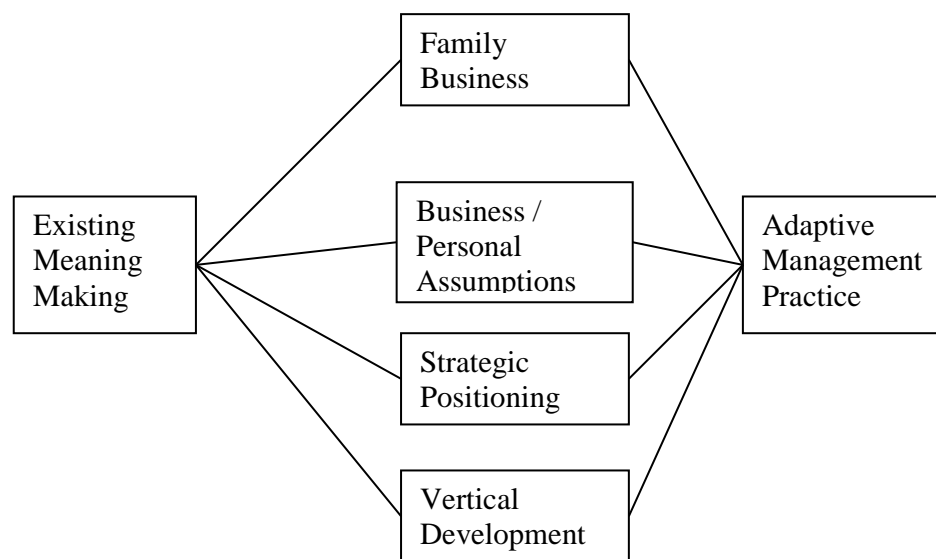 Family
Business
Existing
Meaning
Making
Business /
Personal
Assumptions
Adaptive
Management
Practice
Strategic
Positioning
Vertical
Development